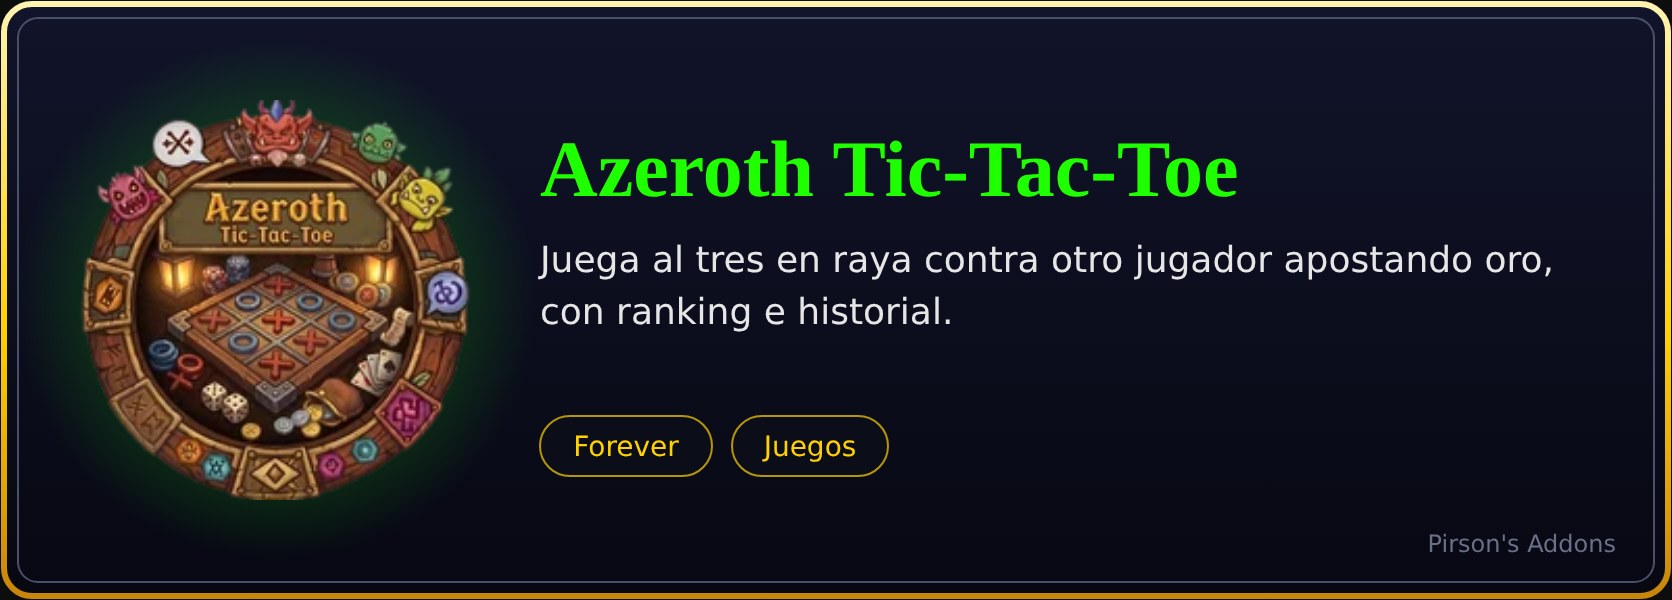 Azeroth
Tic-Tac-Toe
Azeroth Tic-Tac-Toe
Juega al tres en raya contra otro jugador apostando oro,
con ranking e historial.
Forever
Juegos
Pirson's Addons